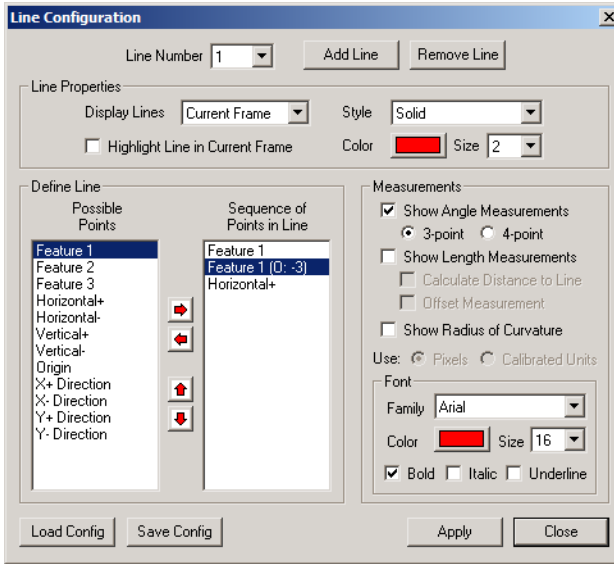 Line Configuration
Line Number 1 Add Line Remove Line
Line Properties
Display Lines Current Frame Style Solid
Highlight Line in Current Frame Color Size 2
Define Line
Possible Points
Sequence of Points in Line
Feature 1
Feature 2
Feature 3
Horizontal+
Horizontal-
Vertical+
Vertical-
Origin
X+ Direction
X- Direction
Y+ Direction
Y- Direction
Feature 1
Feature 1 (O: -3)
Horizontal+
Measurements
Show Angle Measurements
3-point 4-point
Show Length Measurements
Calculate Distance to Line
Offset Measurement
Show Radius of Curvature
Use: Pixels Calibrated Units
Font
Family Arial
Color Size 16
Bold Italic Underline
Load Config Save Config Apply Close